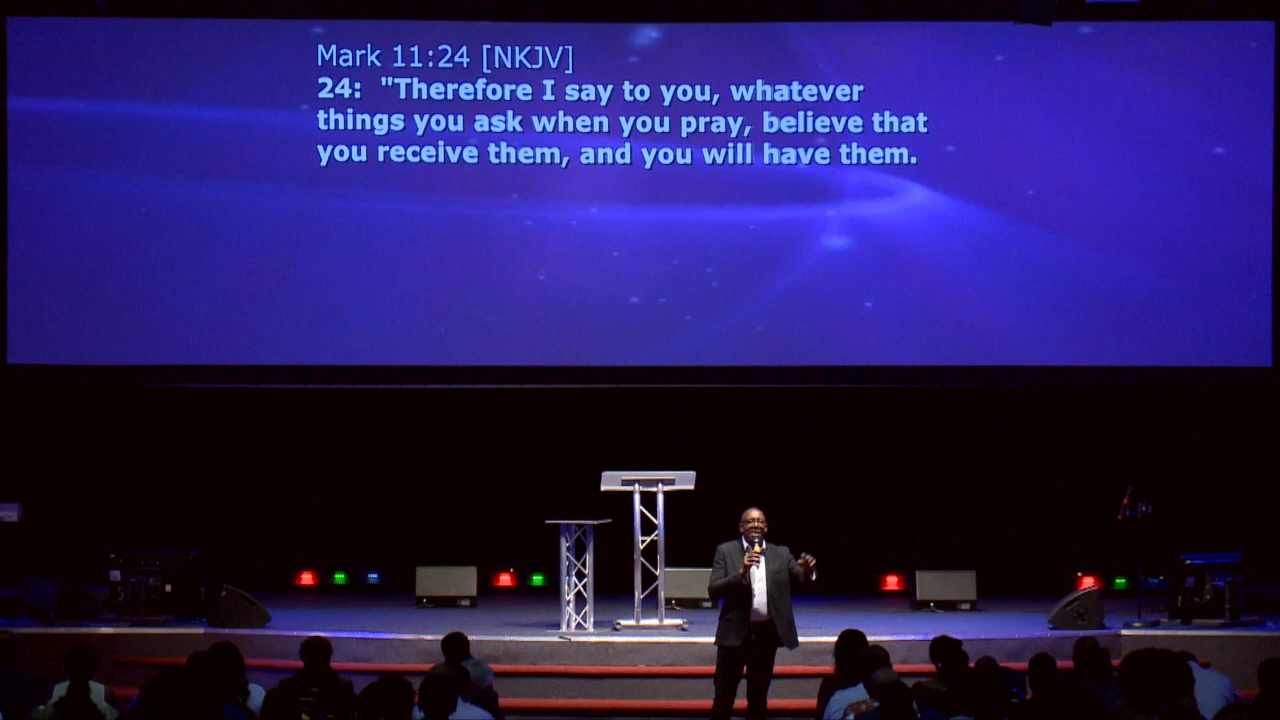 Mark 11:24 [NKJV]
24: "Therefore I say to you, whatever
things you ask when you pray, believe that
you receive them, and you will have them.